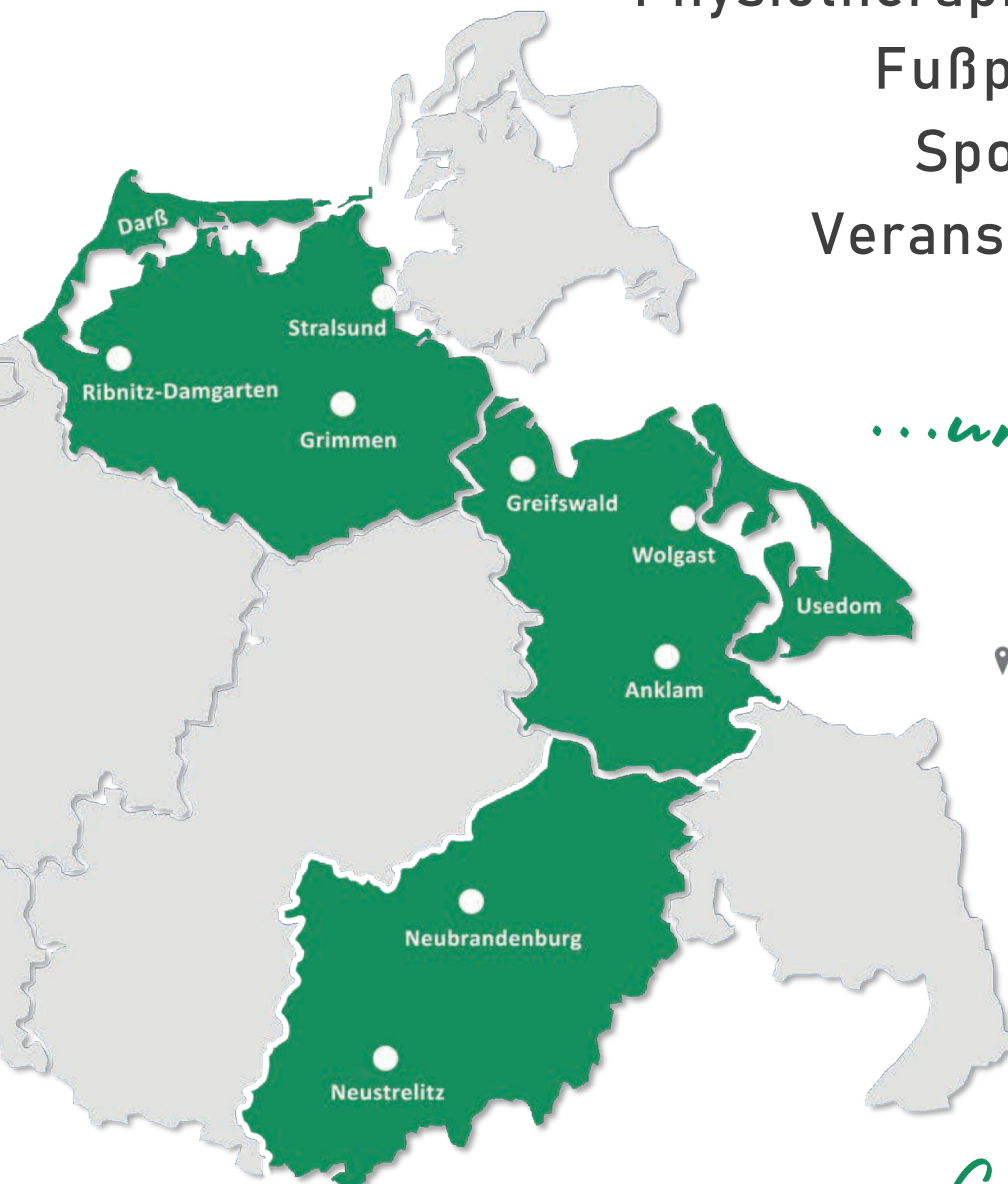 Fußp
Spo
Verans
Darß
Stralsund
Ribnitz-Damgarten
Grimmen
Greifswald
Wolgast
Usedom
Anklam
Neubrandenburg
Neustrelitz